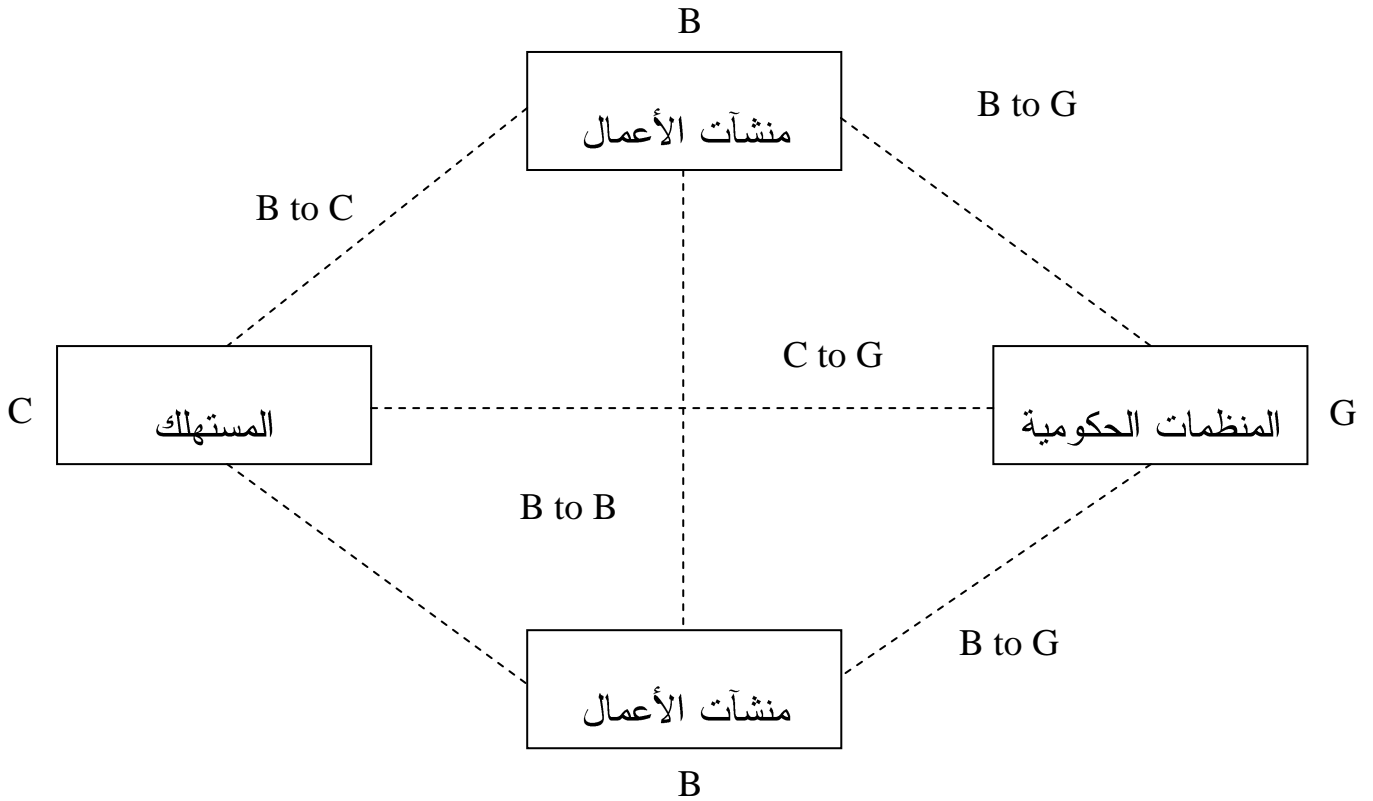 B
منشآت الأعمال
B to G
B to C
C to G
C
المستهلك
المنظمات الحكومية
G
B to B
B to G
منشآت الأعمال
B